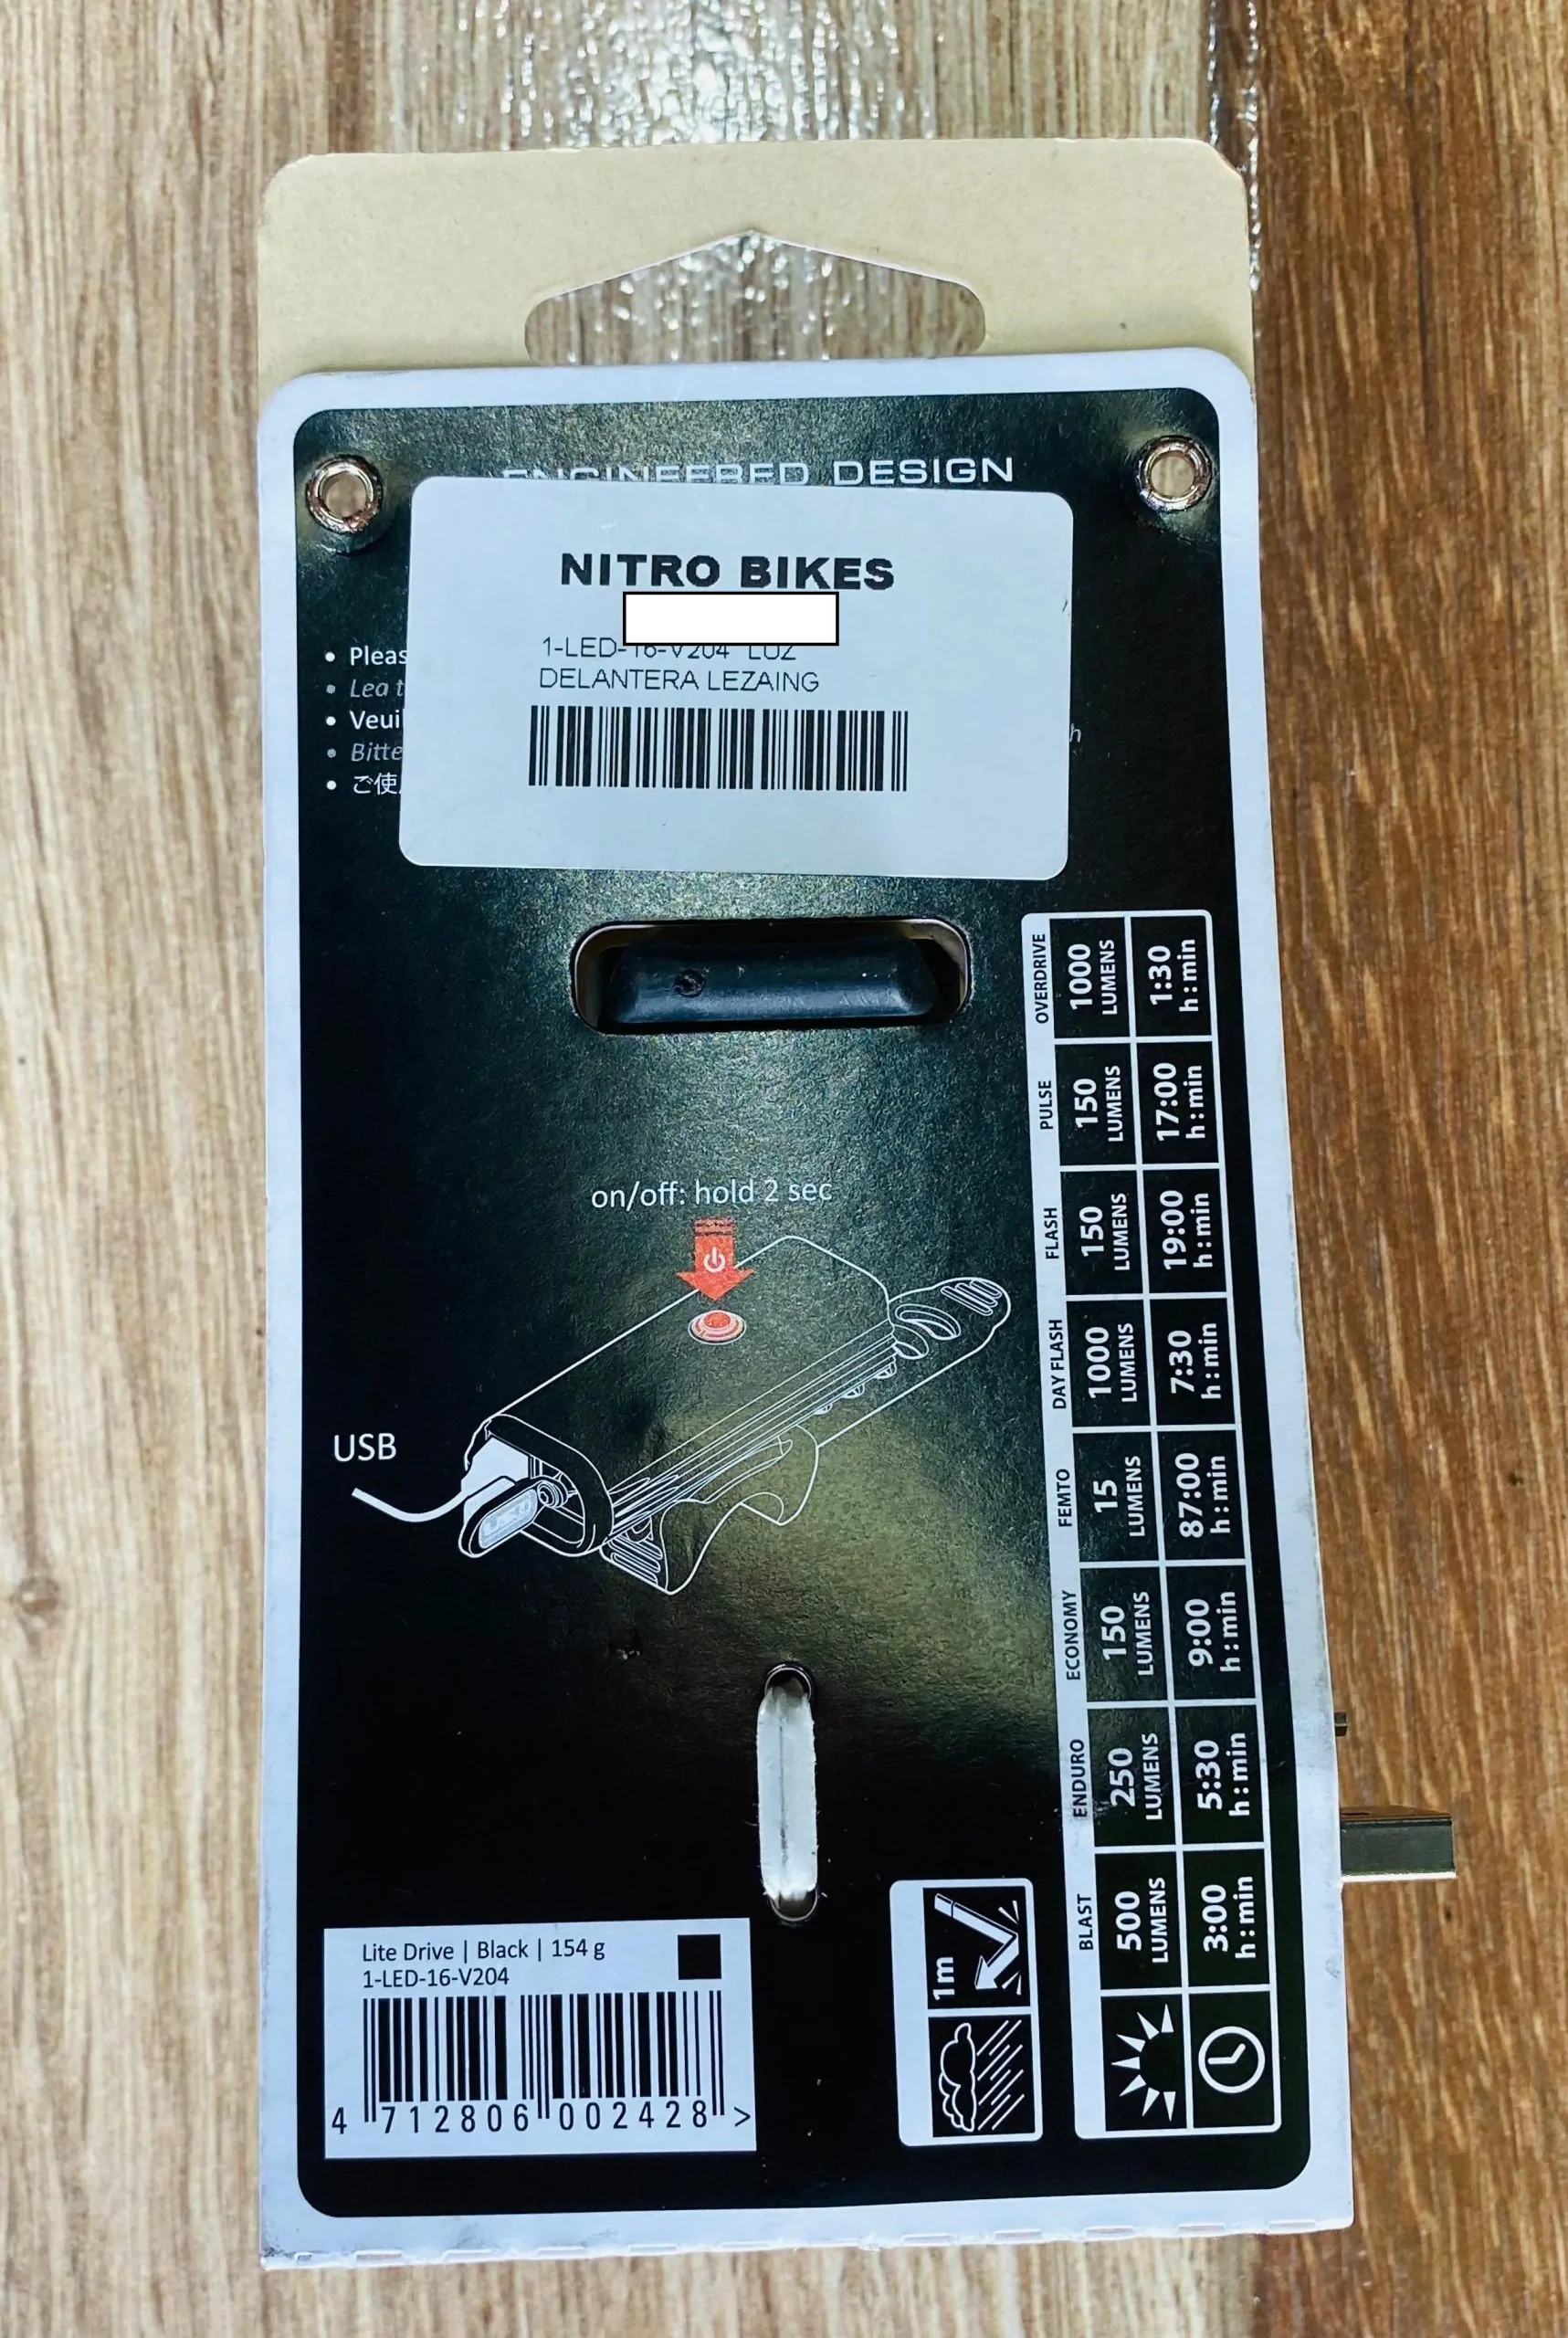 ENGINEERED DESIGN
NITRO BIKES
1-LED-16-V204 LUZ
DELANTERA LEZAING
• Pleas
• Lea t
• Veuil
• Bitte
• ご使
h
on/off: hold 2 sec
USB
BLAST ENDURO ECONOMY FEMTO DAY FLASH FLASH PULSE OVERDRIVE
500 250 150 15 1000 150 150 1000
LUMENS LUMENS LUMENS LUMENS LUMENS LUMENS LUMENS LUMENS
3:00 5:30 9:00 87:00 7:30 19:00 17:00 1:30
h:min h:min h:min h:min h:min h:min h:min h:min
1m
Lite Drive | Black | 154 g
1-LED-16-V204
4 712806 002428 >